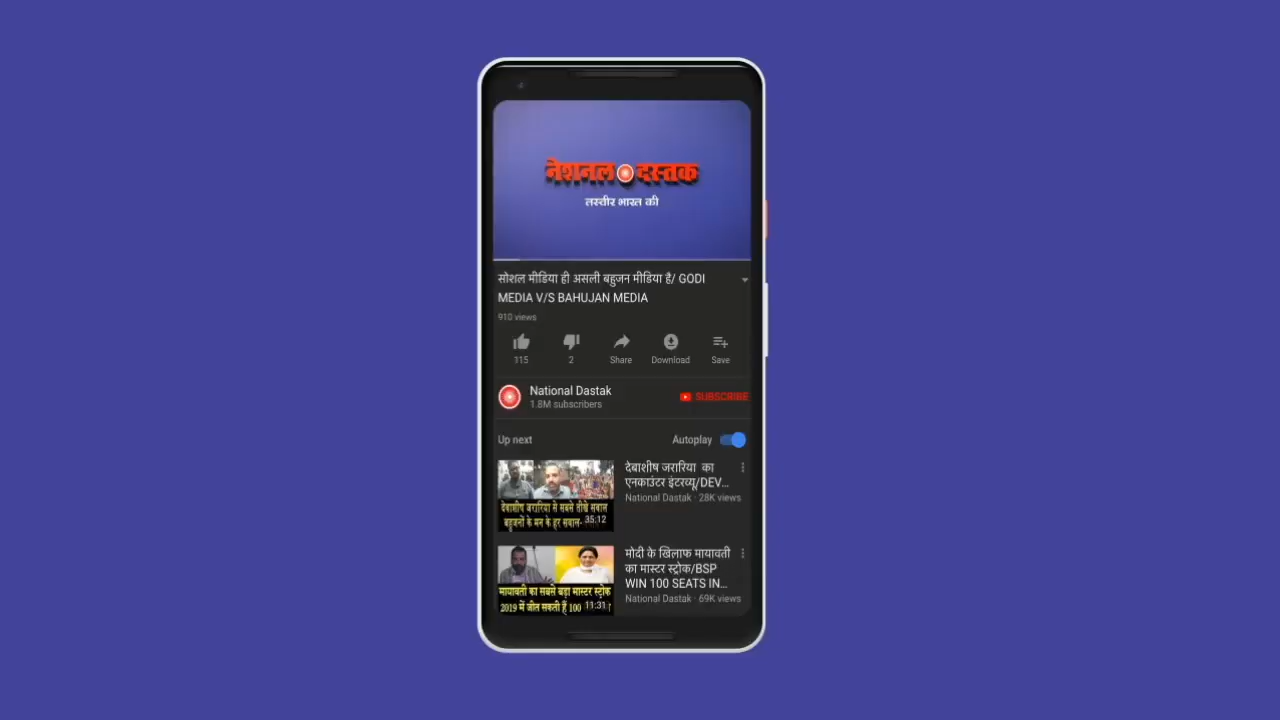 नेशनल दस्तक
तस्वीर भारत की
सोशल मीडिया ही असली बहुजन मीडिया है/ GODI
MEDIA V/S BAHUJAN MEDIA
910 views
115
2
Share
Download
Save
National Dastak
1.8M subscribers
SUBSCRIBE
Up next
Autoplay
देबाशीष जरारिया का
एनकाउंटर इंटरव्यू/DEV...
National Dastak · 28K views
देवाशीष जरारिया से सबसे तीखे सवाल
बहुजनों के मन के हर सवाल-
35:12
मोदी के खिलाफ मायावती
का मास्टर स्ट्रोक/BSP
WIN 100 SEATS IN...
National Dastak · 69K views
मायावती का सबसे बड़ा मास्टर स्ट्रोक
2019 में जीत सकती हैं 100
11:31